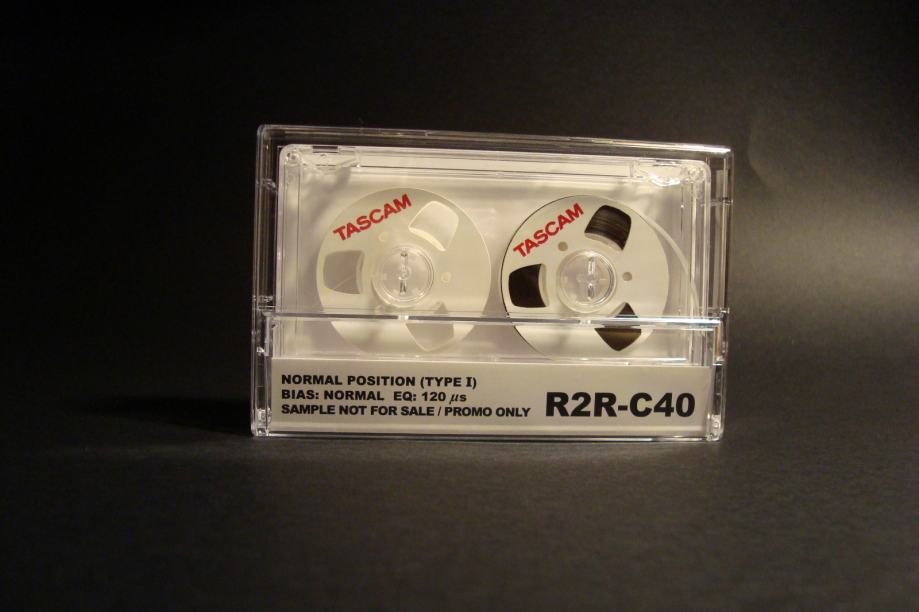 TASCAM
TASCAM
NORMAL POSITION (TYPE I)
BIAS: NORMAL EQ: 120 µs
SAMPLE NOT FOR SALE / PROMO ONLY
R2R-C40